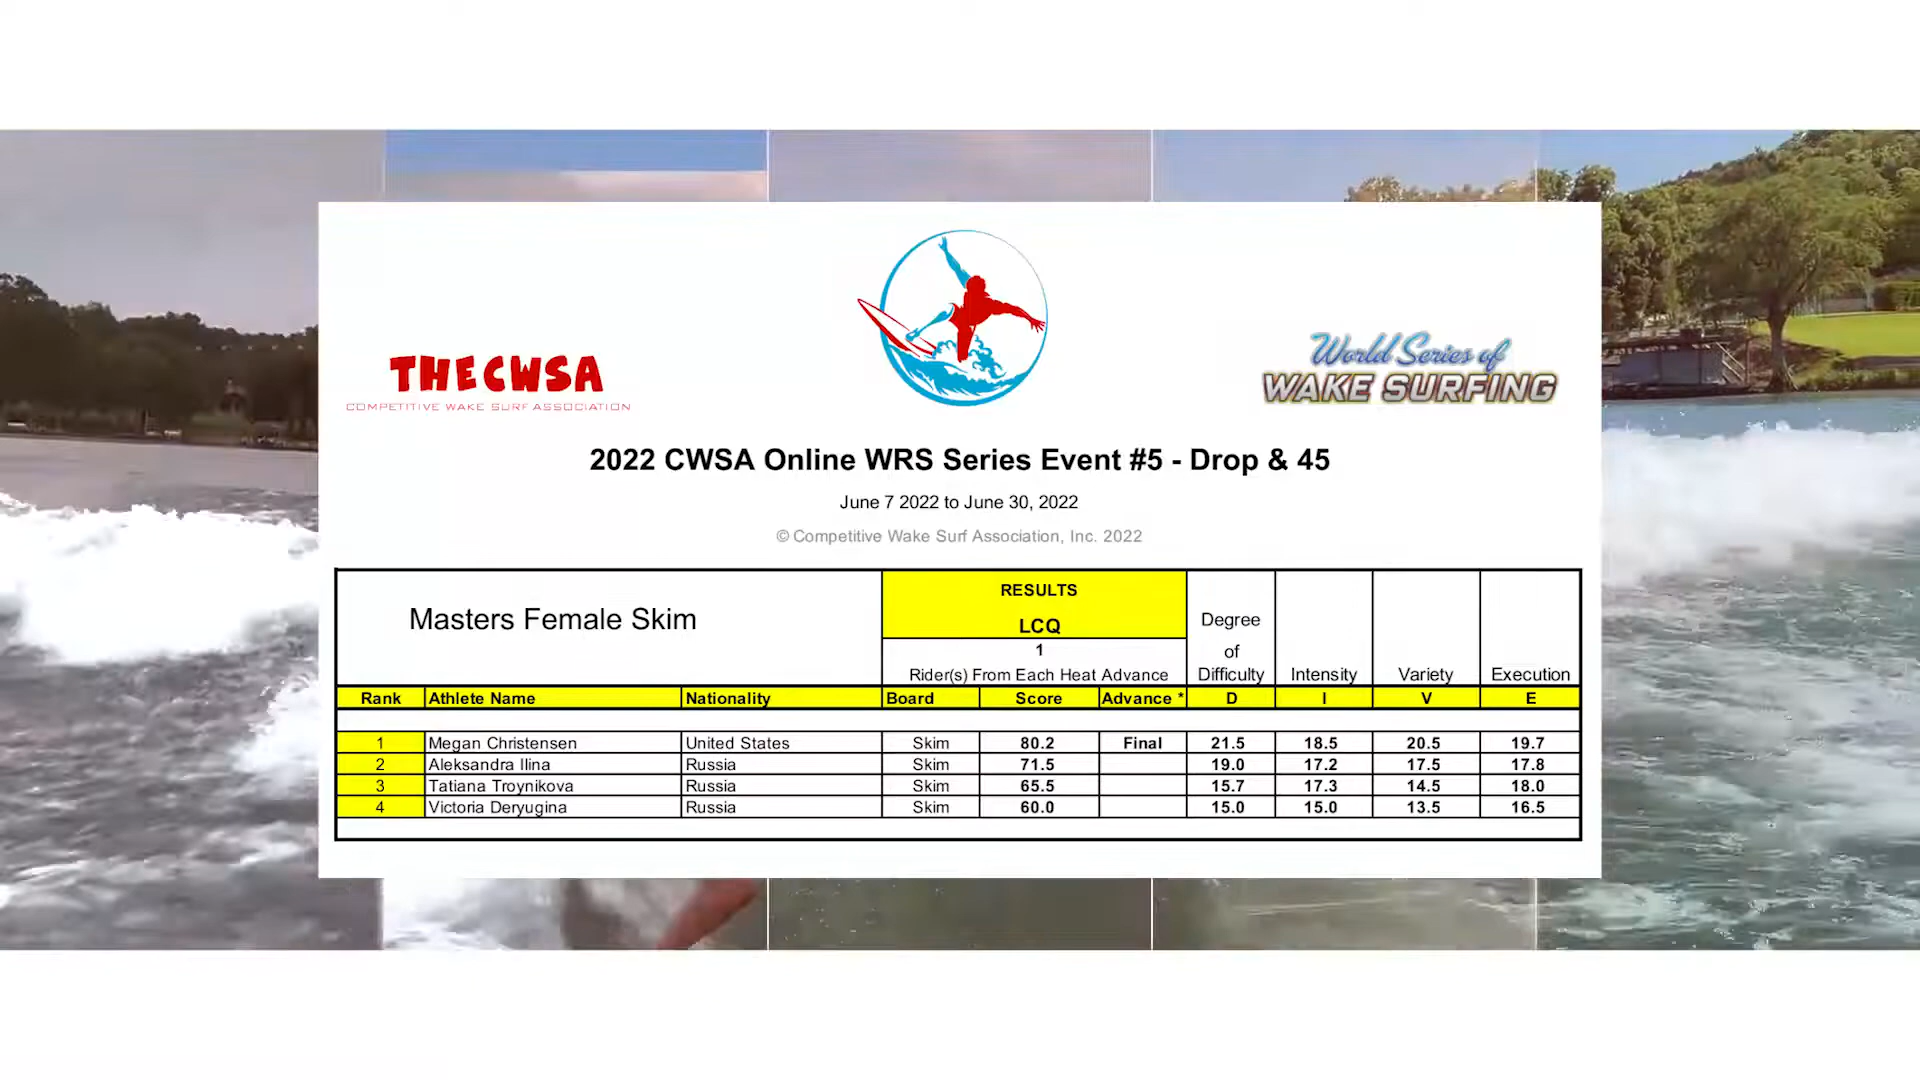 THECWSA
COMPETITIVE WAKE SURF ASSOCIATION
World Series of
WAKE SURFING
2022 CWSA Online WRS Series Event #5 - Drop & 45
June 7 2022 to June 30, 2022
© Competitive Wake Surf Association, Inc. 2022
Masters Female Skim
RESULTS
LCQ
1
Rider(s) From Each Heat Advance
Degree
of
Difficulty
Intensity
Variety
Execution
Rank Athlete Name Nationality Board Score Advance * D I V E
1 Megan Christensen United States Skim 80.2 Final 21.5 18.5 20.5 19.7
2 Aleksandra Ilina Russia Skim 71.5 19.0 17.2 17.5 17.8
3 Tatiana Troynikova Russia Skim 65.5 15.7 17.3 14.5 18.0
4 Victoria Deryugina Russia Skim 60.0 15.0 15.0 13.5 16.5